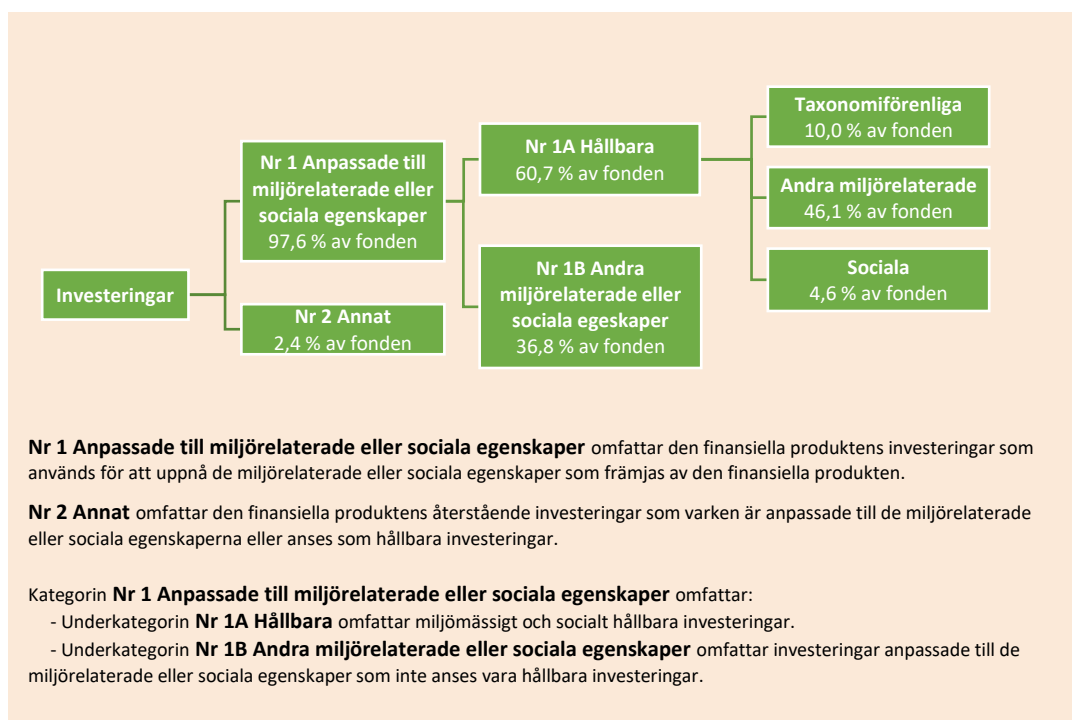 Taxonomiförenliga
10,0 % av fonden
Nr 1A Hållbara
60,7 % av fonden
Nr 1 Anpassade till
miljörelaterade eller
sociala egenskaper
97,6 % av fonden
Andra miljörelaterade
46,1 % av fonden
Nr 1B Andra
miljörelaterade eller
sociala egeskaper
36,8 % av fonden
Sociala
4,6 % av fonden
Investeringar
Nr 2 Annat
2,4 % av fonden
Nr 1 Anpassade till miljörelaterade eller sociala egenskaper omfattar den finansiella produktens investeringar som
används för att uppnå de miljörelaterade eller sociala egenskaper som främjas av den finansiella produkten.
Nr 2 Annat omfattar den finansiella produktens återstående investeringar som varken är anpassade till de miljörelaterade
eller sociala egenskaperna eller anses som hållbara investeringar.
Kategorin Nr 1 Anpassade till miljörelaterade eller sociala egenskaper omfattar:
- Underkategorin Nr 1A Hållbara omfattar miljömässigt och socialt hållbara investeringar.
- Underkategorin Nr 1B Andra miljörelaterade eller sociala egenskaper omfattar investeringar anpassade till de
miljörelaterade eller sociala egenskaper som inte anses vara hållbara investeringar.